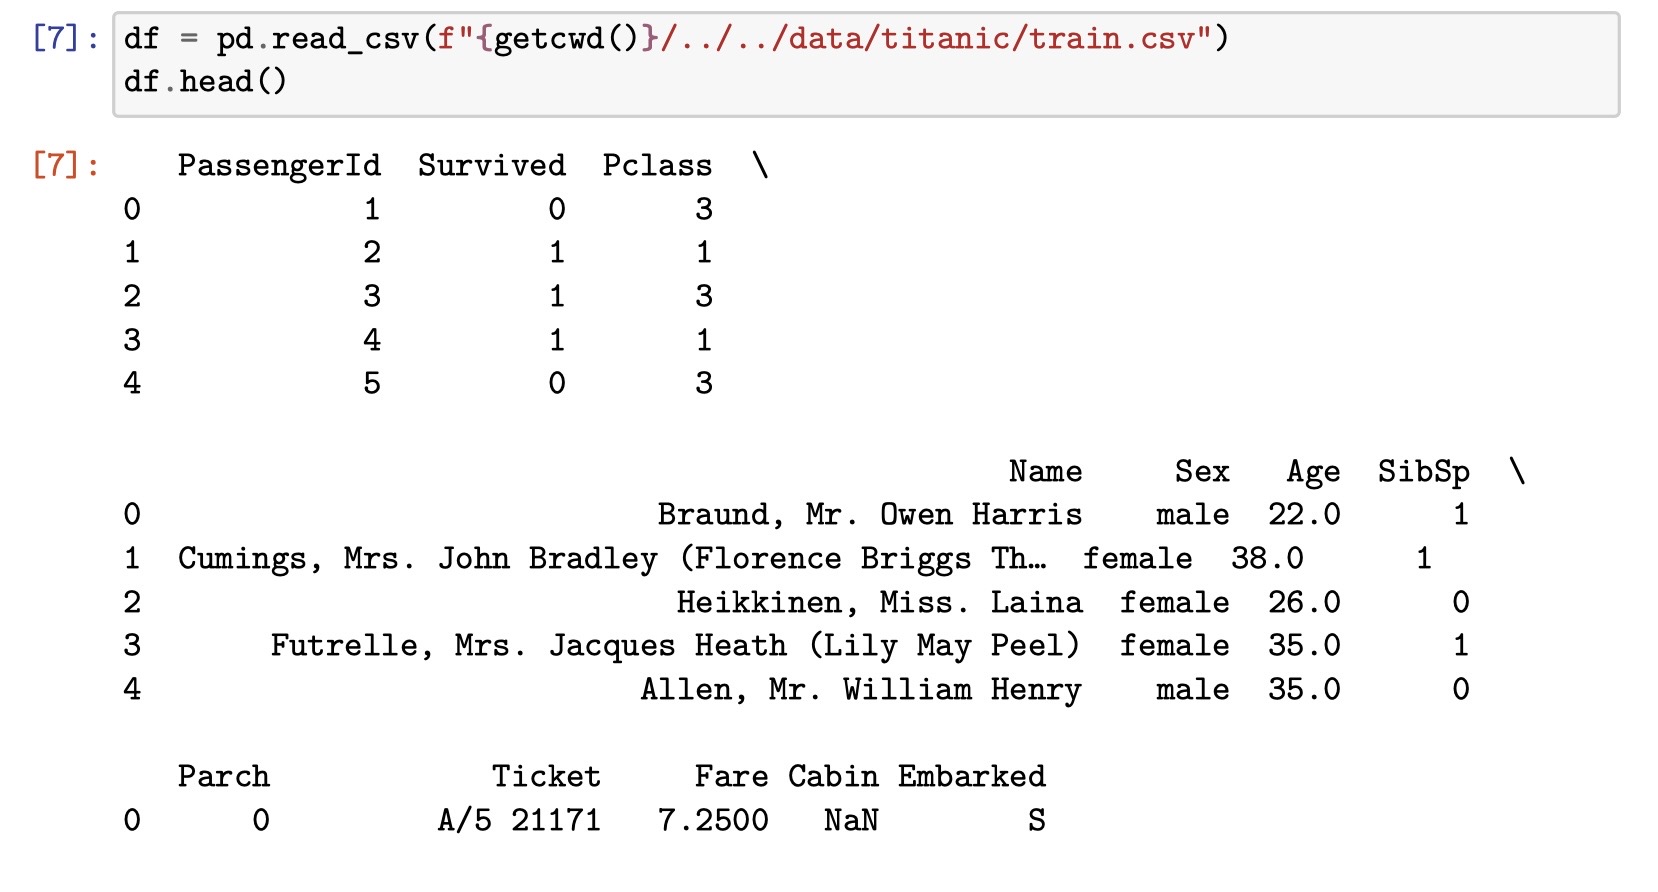 [7]: df = pd.read_csv(f"{getcwd()}/../../data/titanic/train.csv")
df.head()
[7]: PassengerId Survived Pclass \
0 1 0 3
1 2 1 1
2 3 1 3
3 4 1 1
4 5 0 3
Name Sex Age SibSp \
0 Braund, Mr. Owen Harris male 22.0 1
1 Cumings, Mrs. John Bradley (Florence Briggs Th… female 38.0 1
2 Heikkinen, Miss. Laina female 26.0 0
3 Futrelle, Mrs. Jacques Heath (Lily May Peel) female 35.0 1
4 Allen, Mr. William Henry male 35.0 0
Parch Ticket Fare Cabin Embarked
0 0 A/5 21171 7.2500 NaN S